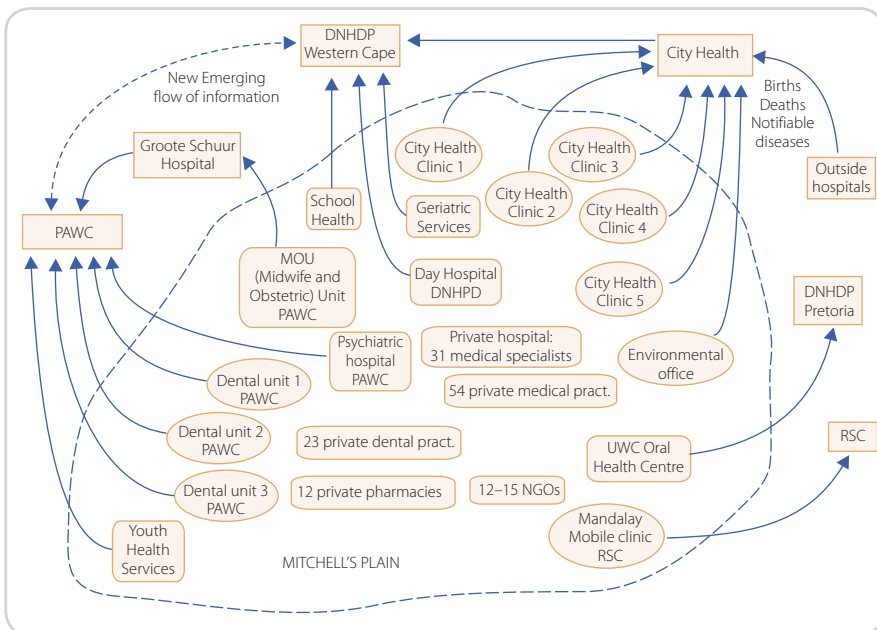 DNHDP
Western Cape
City Health
New Emerging
flow of information
Births
Deaths
Notifiable
diseases
Groote Schuur
Hospital
City Health
Clinic 1
City Health
Clinic 3
Outside
hospitals
City Health
Clinic 2
School
Health
Geriatric
Services
City Health
Clinic 4
PAWC
MOU
(Midwife and
Obstetric) Unit
PAWC
Day Hospital
DNHPD
City Health
Clinic 5
DNHDP
Pretoria
Psychiatric
hospital
PAWC
Private hospital:
31 medical specialists
Environmental
office
Dental unit 1
PAWC
54 private medical pract.
Dental unit 2
PAWC
23 private dental pract.
UWC Oral
Health Centre
RSC
Dental unit 3
PAWC
12 private pharmacies
12–15 NGOs
Mandalay
Mobile clinic
RSC
Youth
Health
Services
MITCHELL'S PLAIN